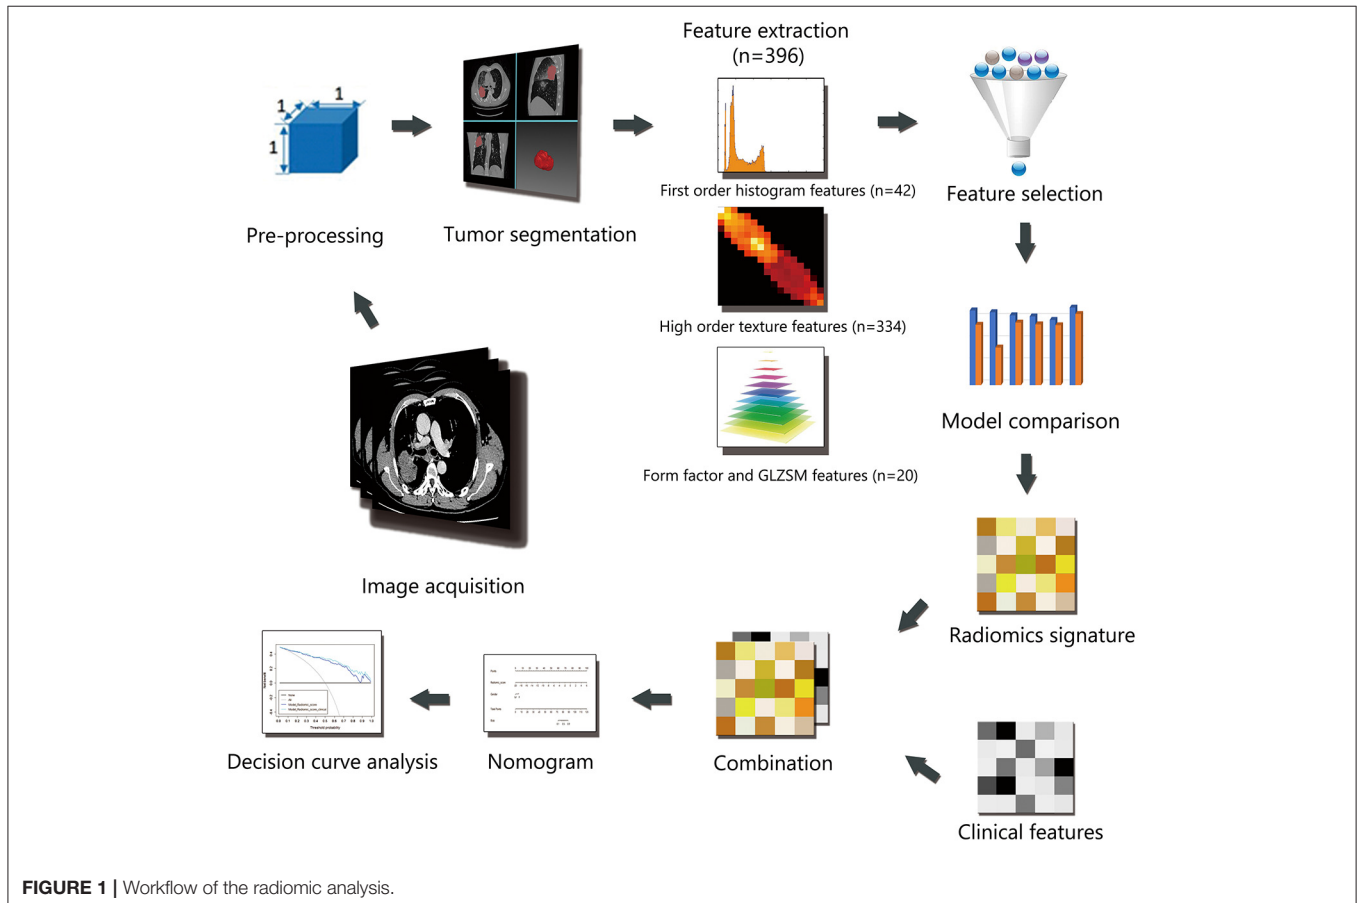 Feature extraction
(n=396)
1
1
1
First order histogram features (n=42)
Feature selection
Pre-processing
Tumor segmentation
High order texture features (n=334)
Model comparison
Form factor and GLZSM features (n=20)
Image acquisition
Radiomics signature
Decision curve analysis
Nomogram
Combination
Clinical features
Threshold probability
FIGURE 1 | Workflow of the radiomic analysis.